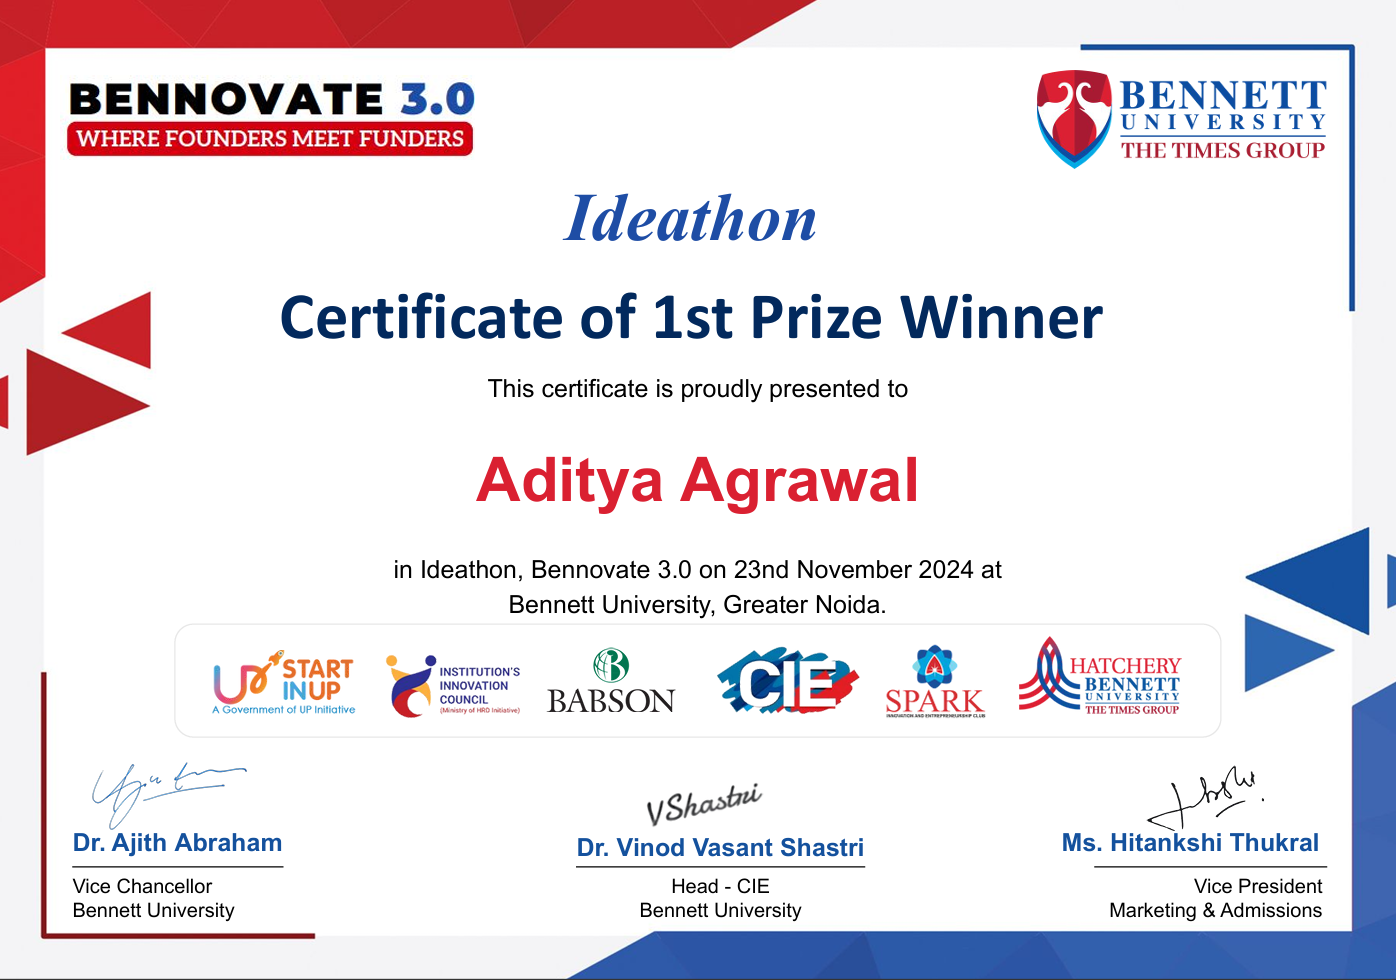 BENNOVATE 3.0
WHERE FOUNDERS MEET FUNDERS
BENNETT
UNIVERSITY
THE TIMES GROUP
Ideathon
Certificate of 1st Prize Winner
This certificate is proudly presented to
Aditya Agrawal
in Ideathon, Bennovate 3.0 on 23nd November 2024 at
Bennett University, Greater Noida.
UP START
IN UP
A Government of UP Initiative
INSTITUTION'S
INNOVATION
COUNCIL
(Ministry of HRD Initiative)
B
BABSON
CIE
SPARK
INNOVATION AND ENTREPRENEURSHIP CLUB
HATCHERY
BENNETT
UNIVERSITY
THE TIMES GROUP
VShastri
Dr. Ajith Abraham
Vice Chancellor
Bennett University
Dr. Vinod Vasant Shastri
Head - CIE
Bennett University
Ms. Hitankshi Thukral
Vice President
Marketing & Admissions